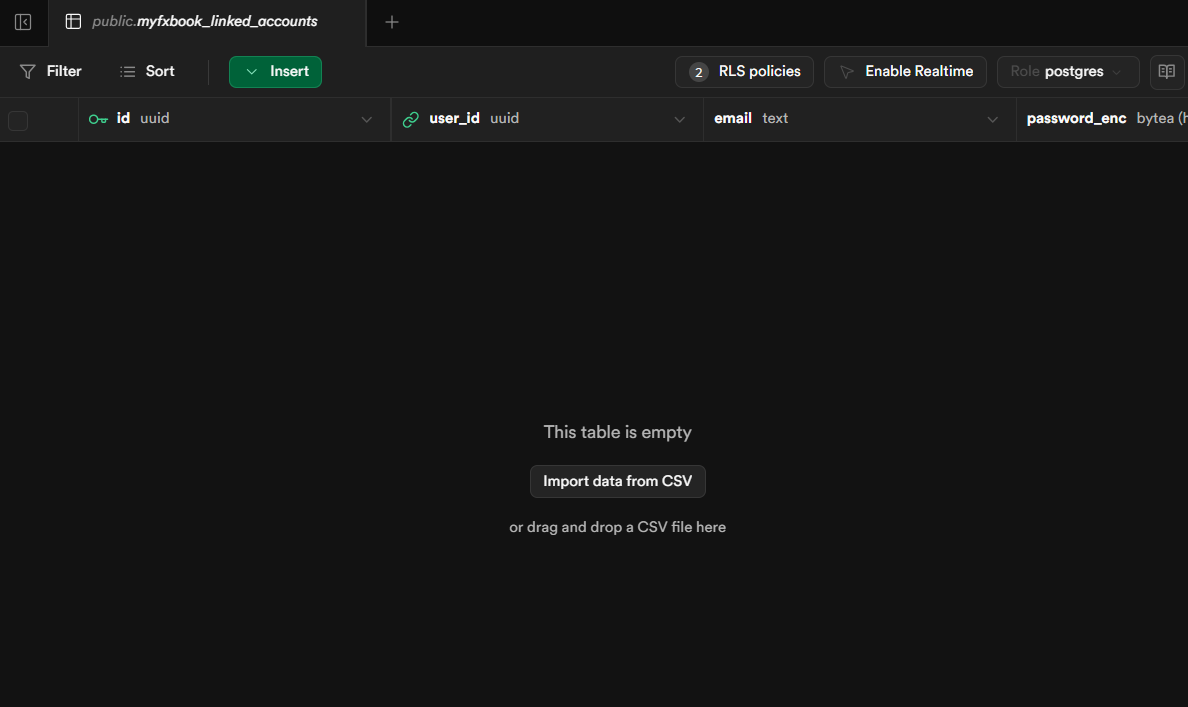 public.myfxbook_linked_accounts
Filter Sort Insert 2 RLS policies Enable Realtime Role postgres
id uuid user_id uuid email text password_enc bytea (h
This table is empty
Import data from CSV
or drag and drop a CSV file here